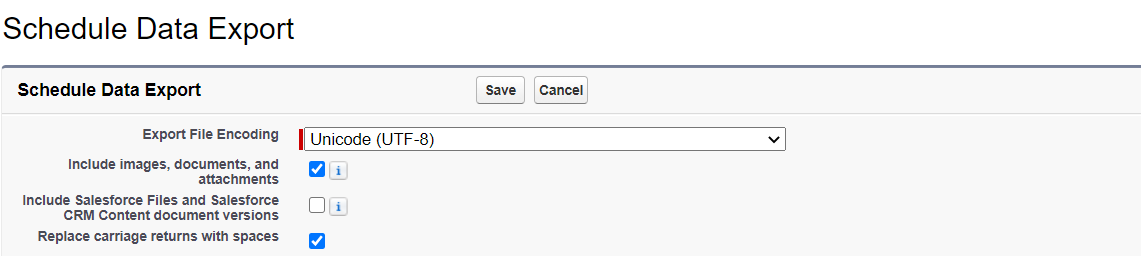 Schedule Data Export
Schedule Data Export
Save
Cancel
Export File Encoding
Unicode (UTF-8)
Include images, documents, and
attachments
i
Include Salesforce Files and Salesforce
CRM Content document versions
i
Replace carriage returns with spaces